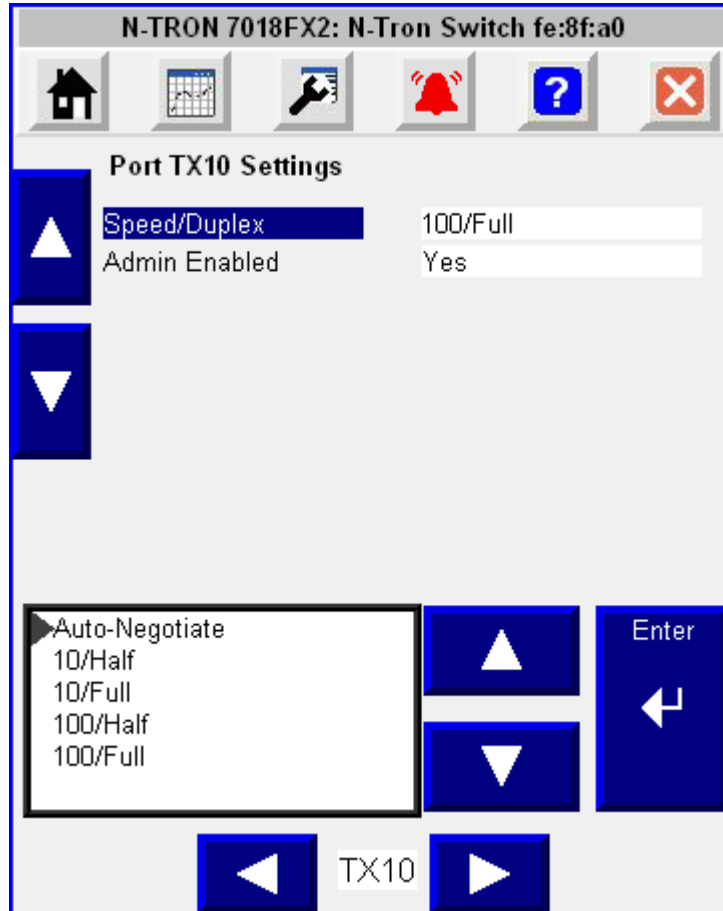 N-TRON 7018FX2: N-Tron Switch fe:8f:a0
?
Port TX10 Settings
Speed/Duplex 100/Full
Admin Enabled Yes
Auto-Negotiate
10/Half
10/Full
100/Half
100/Full
Enter
TX10